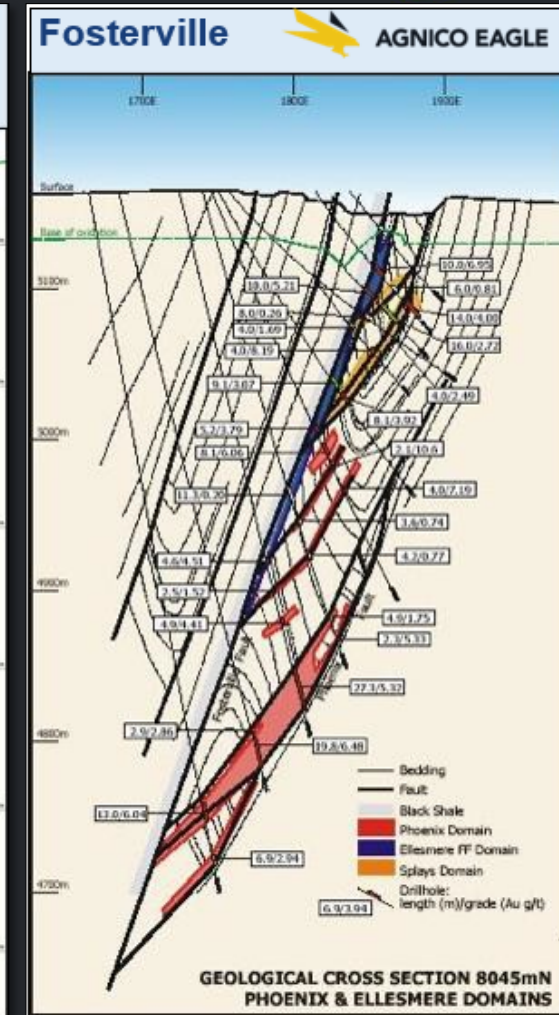 Fosterville
AGNICO EAGLE
1700E
1800E
1900E
Surface
Base of oxidation
10.0/6.95
5100m
10.0/5.21
6.0/0.81
8.0/0.26
14.0/4.00
4.0/1.69
16.0/2.72
4.0/8.19
9.1/3.07
4.0/2.49
8.1/3.92
5.2/3.79
5000m
2.1/10.6
8.1/6.06
4.0/7.19
11.3/0.20
3.6/0.74
4.2/0.77
4.6/4.51
4900m
2.5/1.52
4.9/1.75
4.9/4.41
2.3/5.33
Fosterville Fault
Phoenix Fault
27.3/5.32
2.9/2.86
4800m
19.8/6.48
Bedding
Fault
Black Shale
13.0/6.04
Phoenix Domain
Ellesmere FF Domain
6.9/2.94
Splays Domain
4700m
Drillhole:
length (m)/grade (Au g/t)
6.9/3.94
GEOLOGICAL CROSS SECTION 8045mN
PHOENIX & ELLESMERE DOMAINS